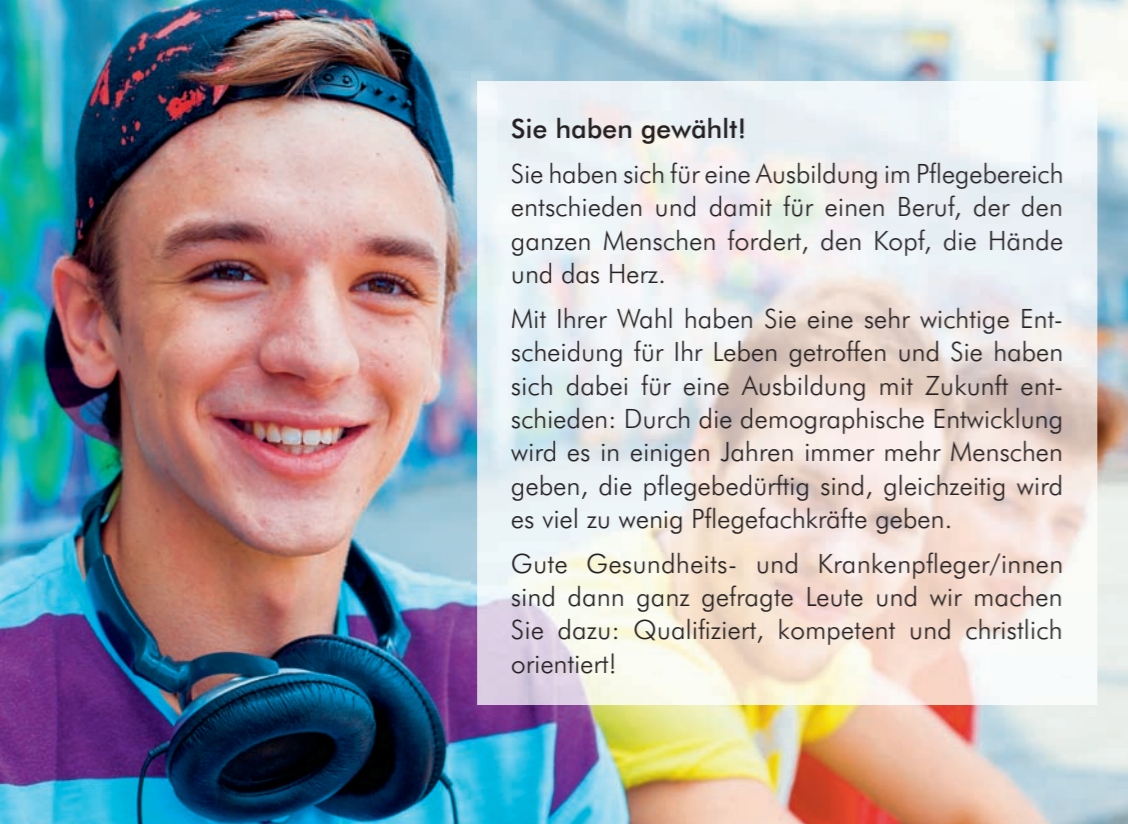 Sie haben gewählt!
Sie haben sich für eine Ausbildung im Pflegebereich
entschieden und damit für einen Beruf, der den
ganzen Menschen fordert, den Kopf, die Hände
und das Herz.
Mit Ihrer Wahl haben Sie eine sehr wichtige Ent-
scheidung für Ihr Leben getroffen und Sie haben
sich dabei für eine Ausbildung mit Zukunft ent-
schieden: Durch die demographische Entwicklung
wird es in einigen Jahren immer mehr Menschen
geben, die pflegebedürftig sind, gleichzeitig wird
es viel zu wenig Pflegefachkräfte geben.
Gute Gesundheits- und Krankenpfleger/innen
sind dann ganz gefragte Leute und wir machen
Sie dazu: Qualifiziert, kompetent und christlich
orientiert!